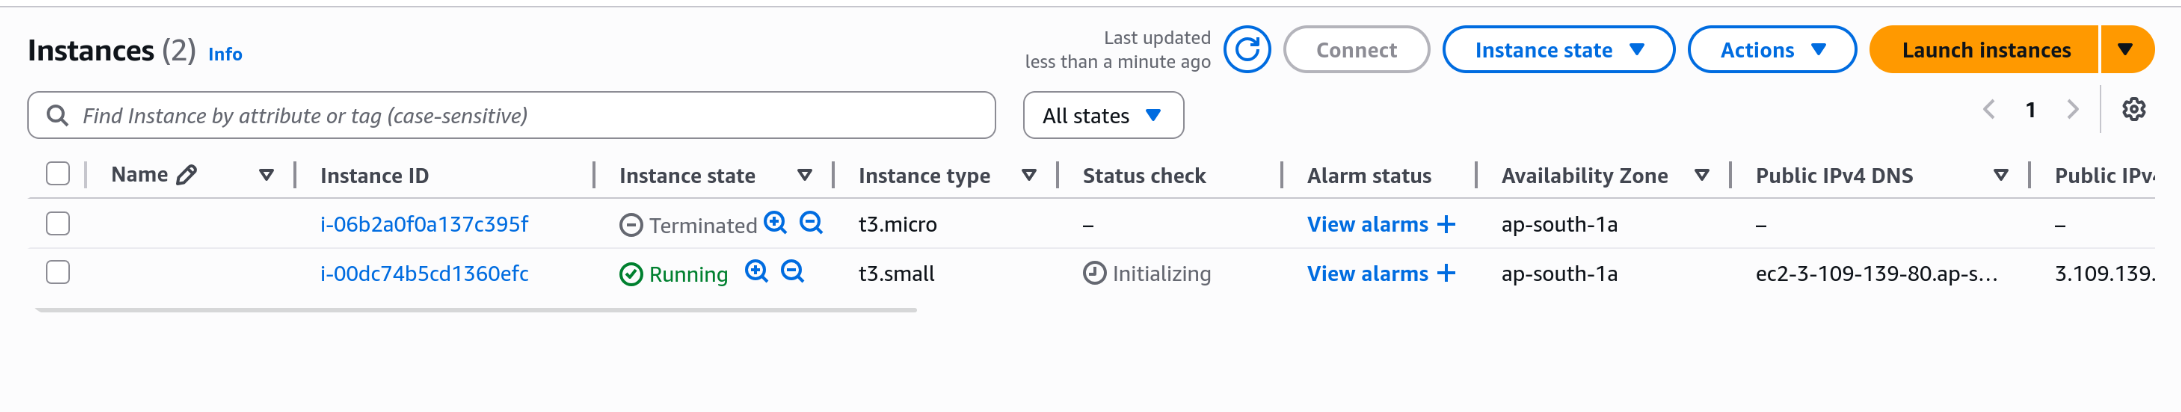 Instances (2) Info
Last updated
less than a minute ago
Connect
Instance state
Actions
Launch instances
Find Instance by attribute or tag (case-sensitive)
All states
1
Name Instance ID Instance state Instance type Status check Alarm status Availability Zone Public IPv4 DNS Public IPv4
i-06b2a0f0a137c395f Terminated t3.micro – View alarms + ap-south-1a – –
i-00dc74b5cd1360efc Running t3.small Initializing View alarms + ap-south-1a ec2-3-109-139-80.ap-s... 3.109.139.